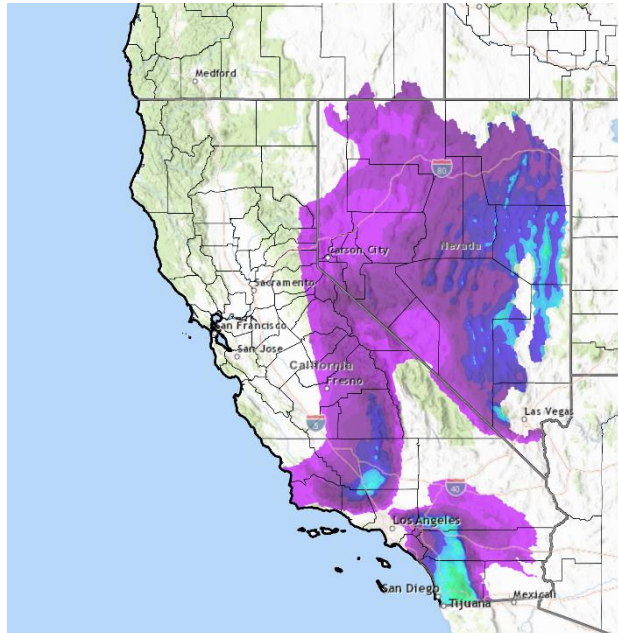 Medford
80
Carson City
Nevada
Sacramento
San Francisco
San Jose
California
Fresno
5
Las Vegas
40
Los Angeles
San Diego
Mexicali
Tijuana